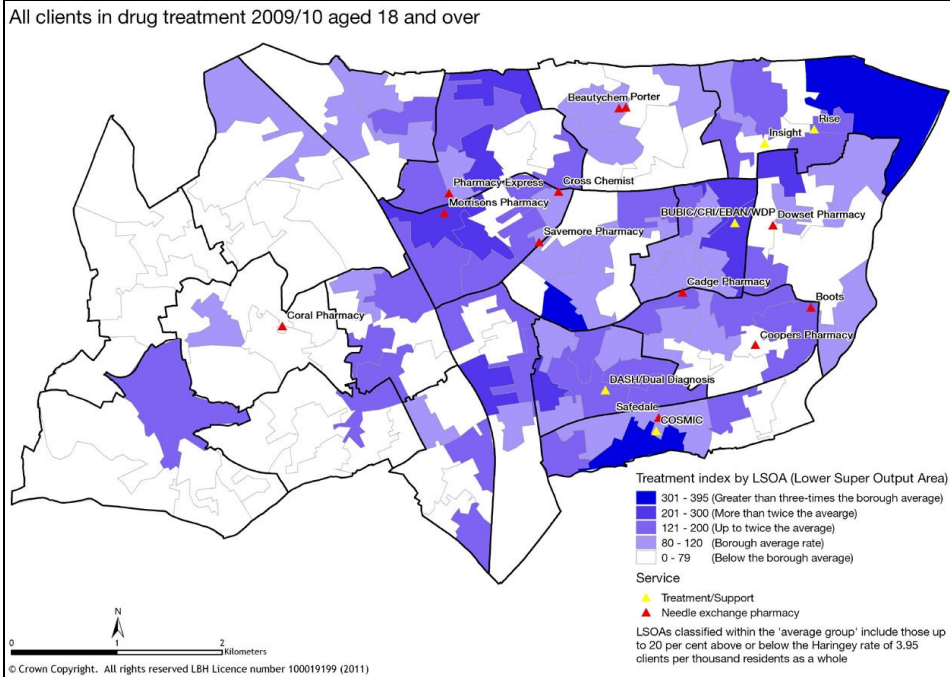 All clients in drug treatment 2009/10 aged 18 and over
Beautychem Porter
Rise
Insight
Pharmacy Express
Cross Chemist
Morrisons Pharmacy
BUBIC/CRI/EBAN/WDP
Dowset Pharmacy
Savemore Pharmacy
Cadge Pharmacy
Boots
Coral Pharmacy
Coopers Pharmacy
DASH/Dual Diagnosis
Safedale
COSMIC
Treatment index by LSOA (Lower Super Output Area)
301 - 395 (Greater than three-times the borough average)
201 - 300 (More than twice the avearge)
121 - 200 (Up to twice the average)
80 - 120 (Borough average rate)
0 - 79 (Below the borough average)
Service
Treatment/Support
Needle exchange pharmacy
LSOAs classified within the 'average group' include those up
to 20 per cent above or below the Haringey rate of 3.95
clients per thousand residents as a whole
N
0 1 2
Kilometers
© Crown Copyright. All rights reserved LBH Licence number 100019199 (2011)